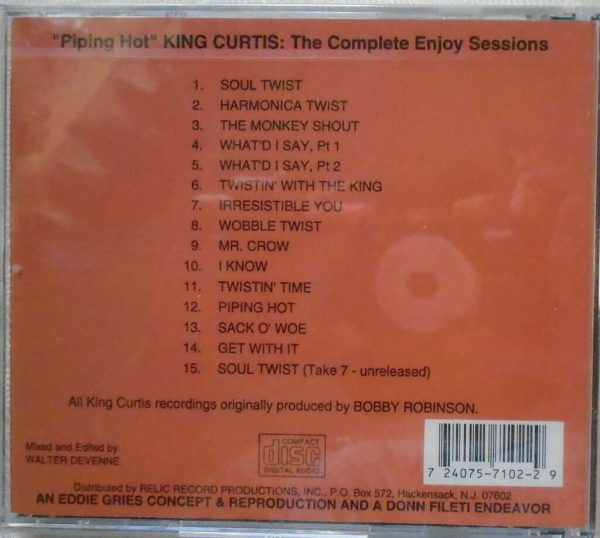 "Piping Hot" KING CURTIS: The Complete Enjoy Sessions
1. SOUL TWIST
2. HARMONICA TWIST
3. THE MONKEY SHOUT
4. WHAT'D I SAY, Pt 1
5. WHAT'D I SAY, Pt 2
6. TWISTIN' WITH THE KING
7. IRRESISTIBLE YOU
8. WOBBLE TWIST
9. MR. CROW
10. I KNOW
11. TWISTIN' TIME
12. PIPING HOT
13. SACK O' WOE
14. GET WITH IT
15. SOUL TWIST (Take 7 - unreleased)
All King Curtis recordings originally produced by BOBBY ROBINSON.
Mixed and Edited by
WALTER DEVENNE
COMPACT
disc
DIGITAL AUDIO
7 24075-7102-2 9
Distributed by RELIC RECORD PRODUCTIONS, INC., P.O. Box 572, Hackensack, N.J. 07602
AN EDDIE GRIES CONCEPT & REPRODUCTION AND A DONN FILETI ENDEAVOR